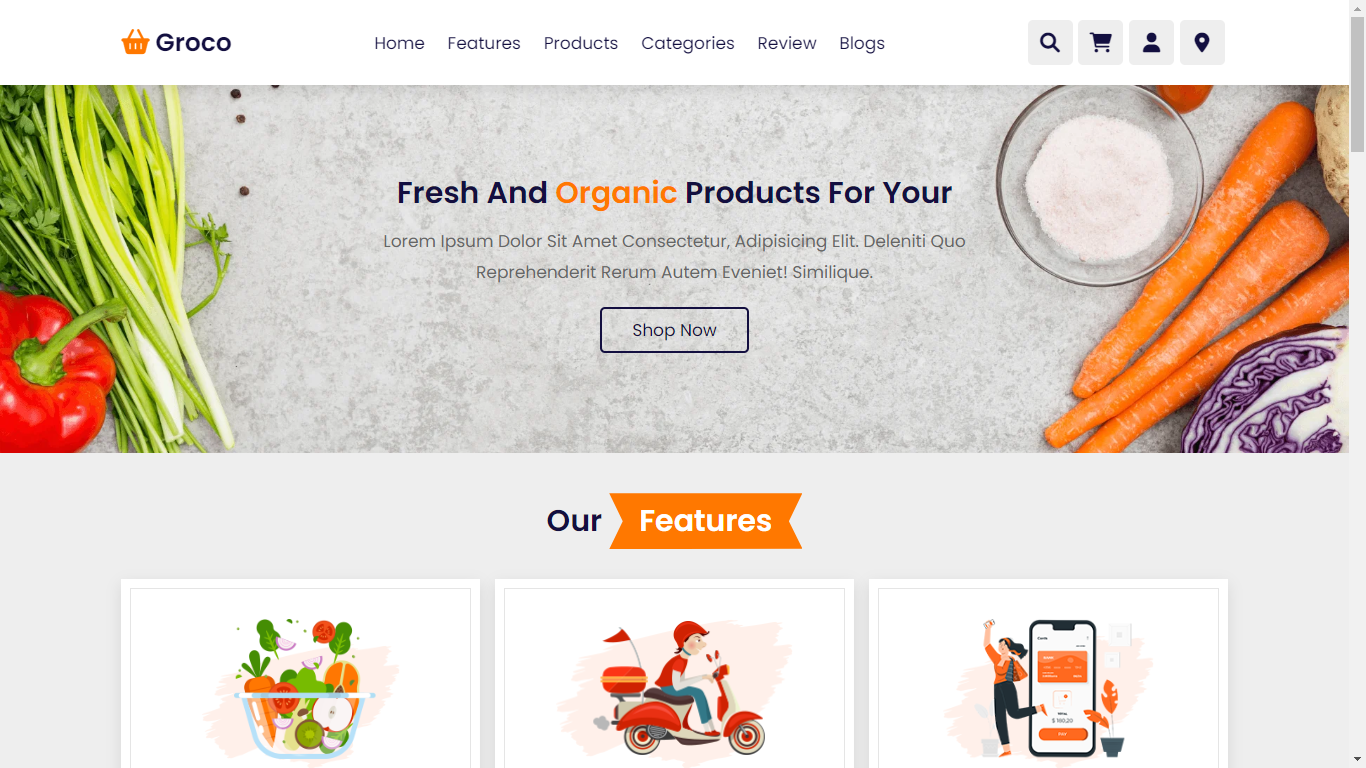 Groco
Home Features Products Categories Review Blogs
Fresh And Organic Products For Your
Lorem Ipsum Dolor Sit Amet Consectetur, Adipisicing Elit. Deleniti Quo
Reprehenderit Rerum Autem Eveniet! Similique.
Shop Now
Our Features
TOTAL
$ 180,20
PAY